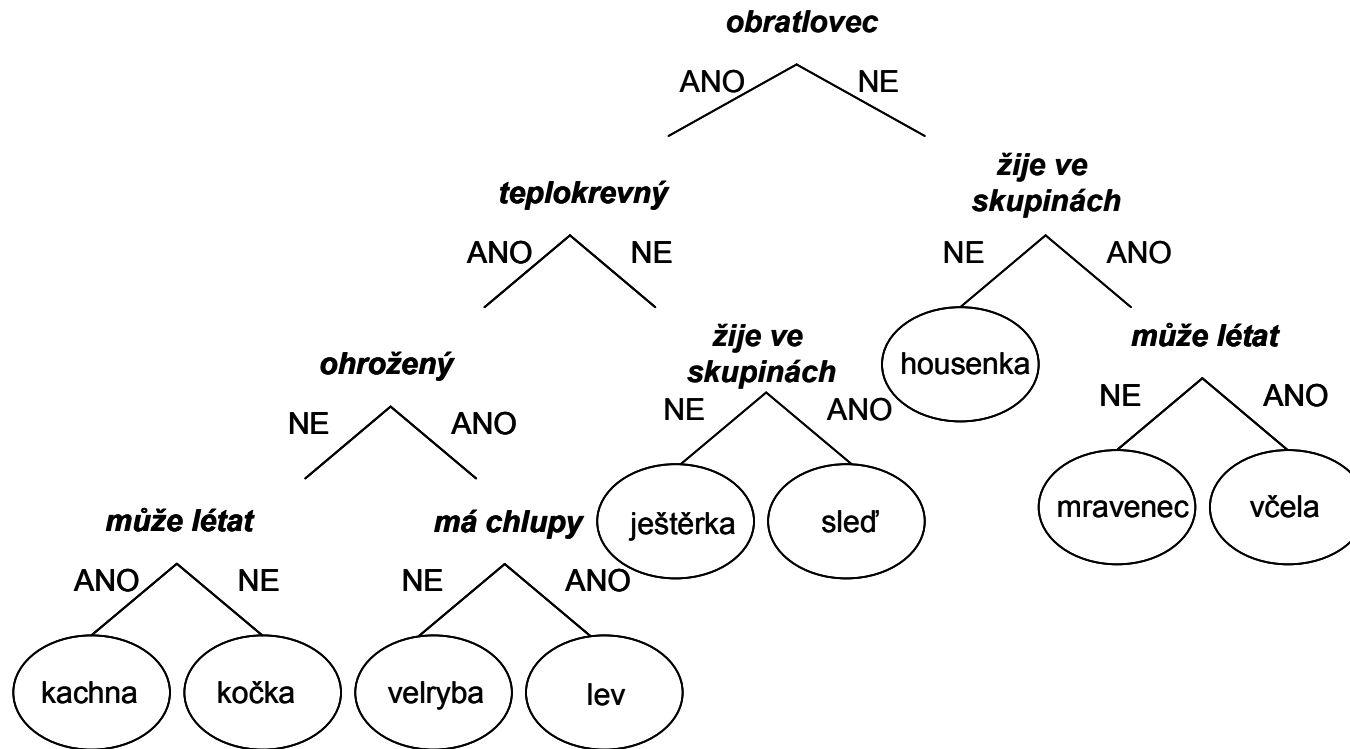 obratlovec
ANO NE
teplokrevný
žije ve
skupinách
ANO NE
NE ANO
ohrožený
žije ve
skupinách
housenka
může létat
NE ANO
NE ANO
NE ANO
může létat
má chlupy
ještěrka
sleď
mravenec
včela
ANO NE
NE ANO
kachna
kočka
velryba
lev